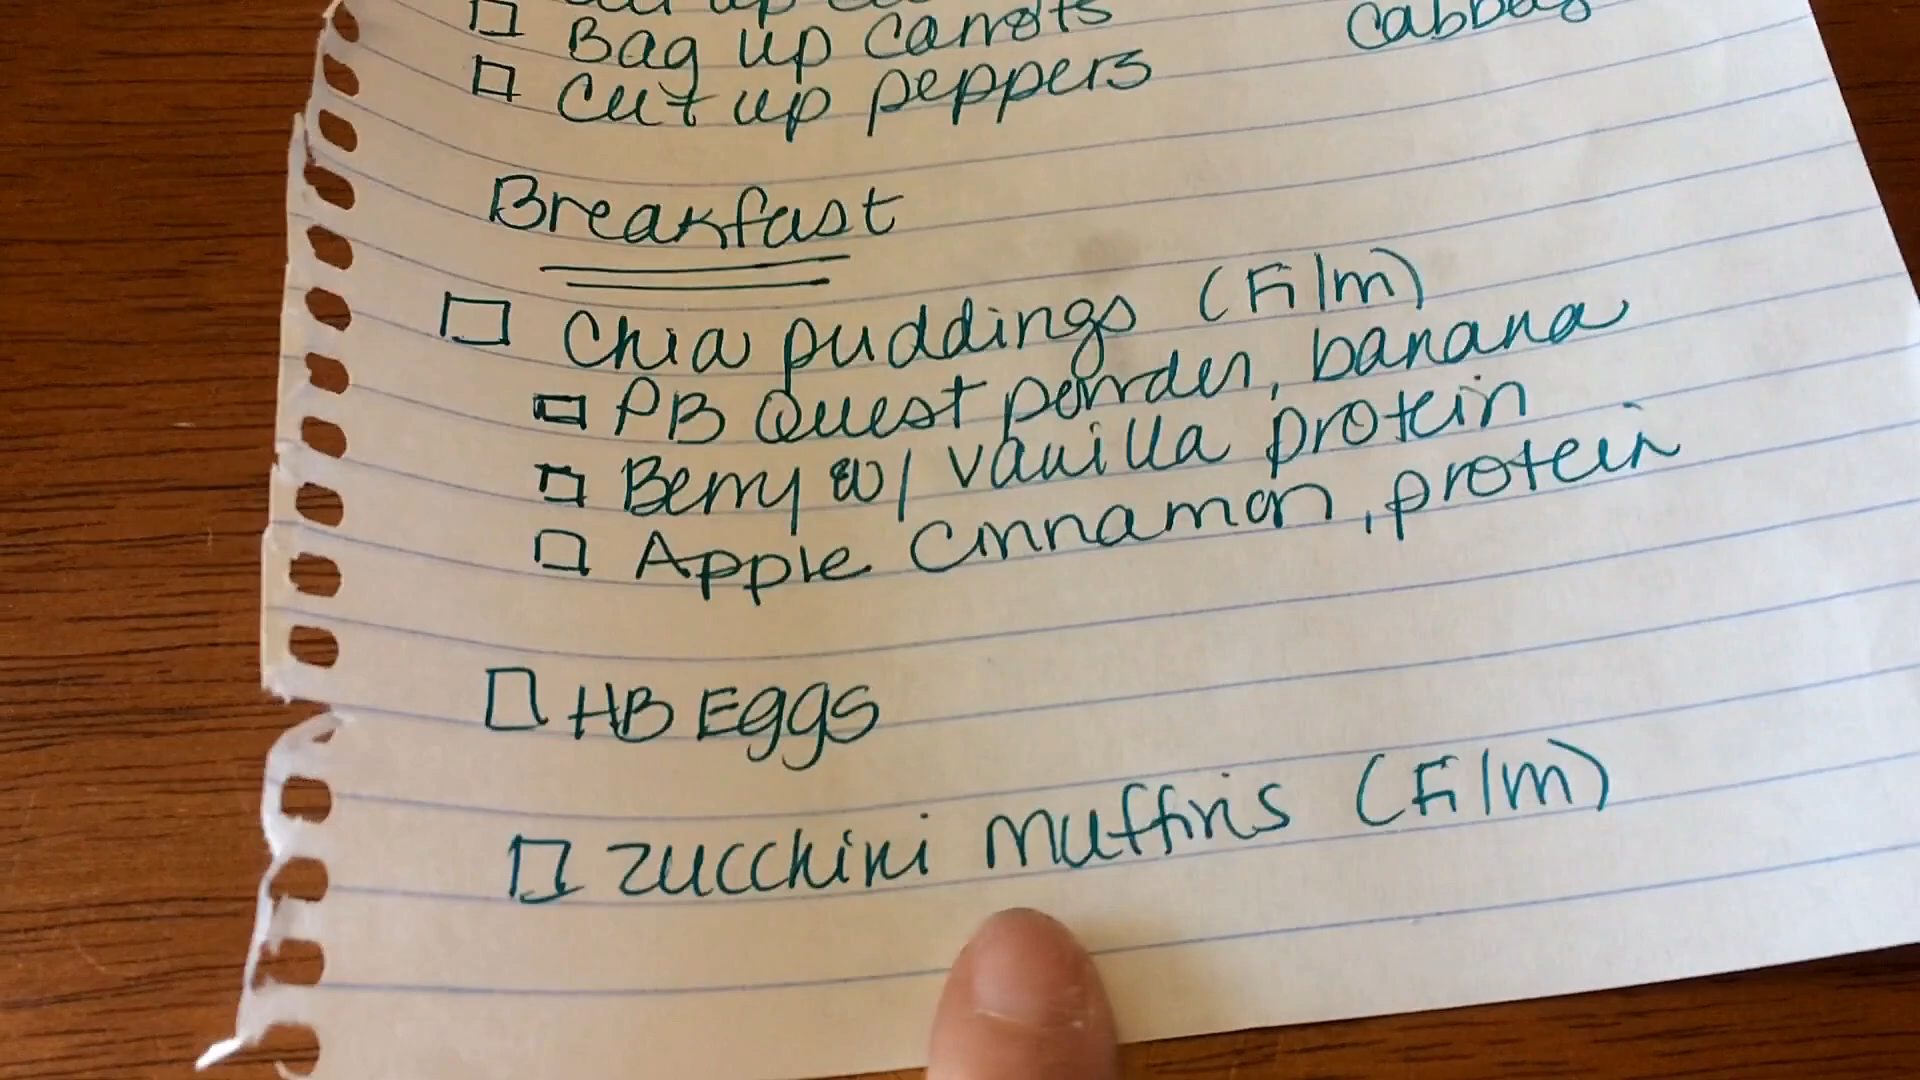 up
Bag up carrots
Cut up peppers
Breakfast
Chia puddings (Film)
PB Quest powder, banana
Berry w/ vanilla protein
Apple Cinnamon, protein
HB Eggs
Zucchini Muffins (Film)